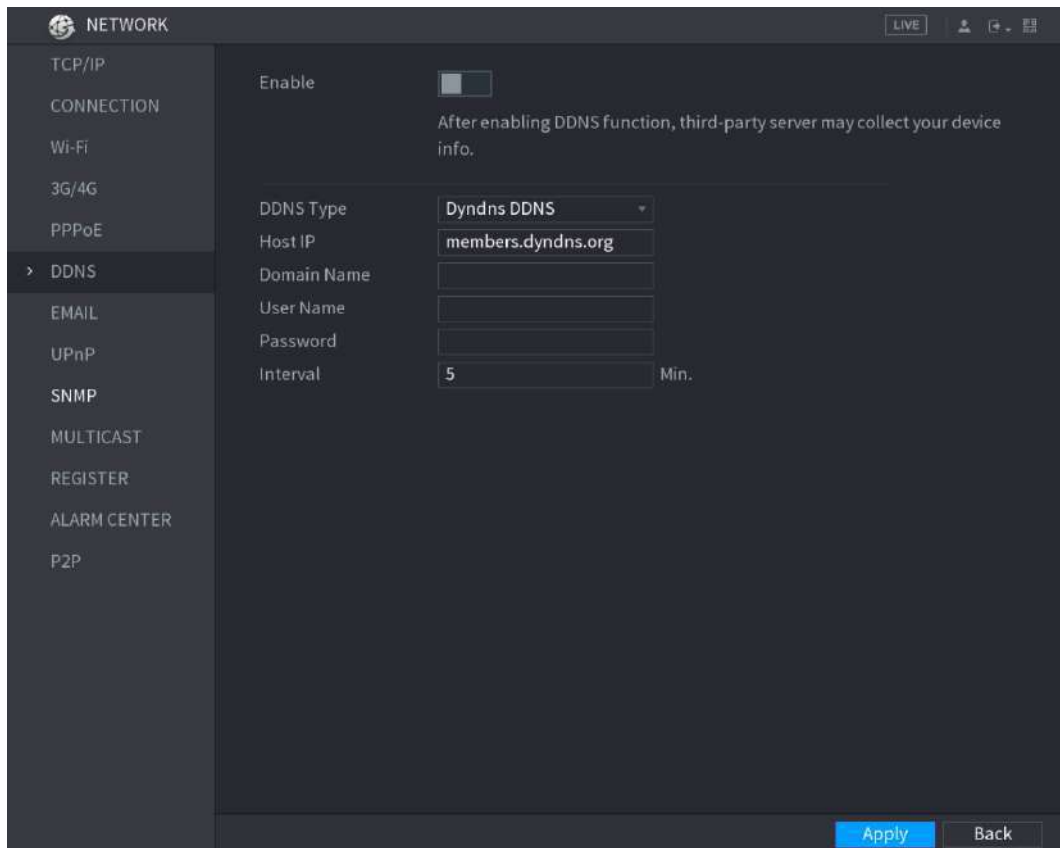 NETWORK
LIVE
TCP/IP
CONNECTION
Wi-Fi
3G/4G
PPPoE
DDNS
EMAIL
UPnP
SNMP
MULTICAST
REGISTER
ALARM CENTER
P2P
Enable
After enabling DDNS function, third-party server may collect your device
info.
DDNS Type Dyndns DDNS
Host IP members.dyndns.org
Domain Name
User Name
Password
Interval 5 Min.
Apply Back